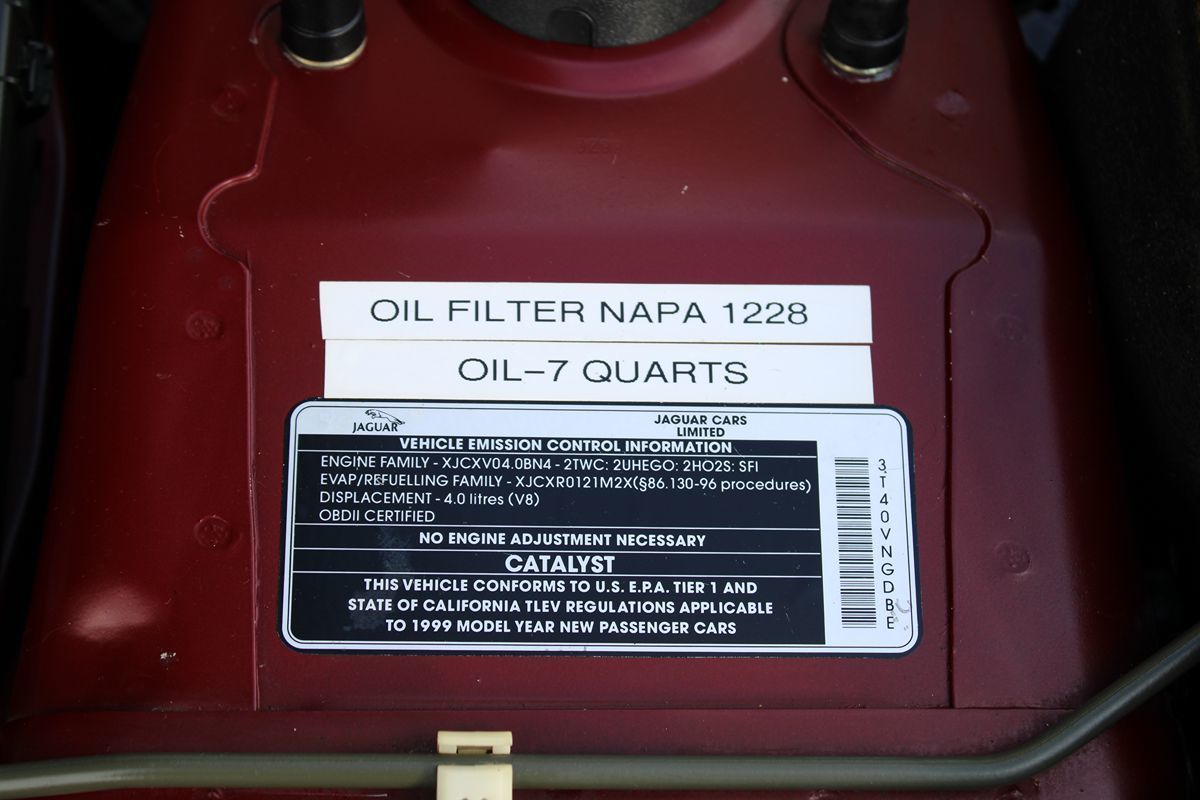 OIL FILTER NAPA 1228
OIL-7 QUARTS
JAGUAR
JAGUAR CARS
LIMITED
VEHICLE EMISSION CONTROL INFORMATION
ENGINE FAMILY - XJCXV04.0BN4 - 2TWC: 2UHEGO: 2HO2S: SFI
EVAP/REFUELLING FAMILY - XJCXR0121M2X(§86.130-96 procedures)
DISPLACEMENT - 4.0 litres (V8)
OBDII CERTIFIED
NO ENGINE ADJUSTMENT NECESSARY
CATALYST
THIS VEHICLE CONFORMS TO U.S. E.P.A. TIER 1 AND
STATE OF CALIFORNIA TLEV REGULATIONS APPLICABLE
TO 1999 MODEL YEAR NEW PASSENGER CARS
3T40VNGDBE